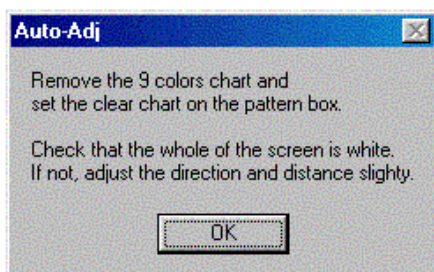 Auto-Adj
Remove the 9 colors chart and
set the clear chart on the pattern box.
Check that the whole of the screen is white.
If not, adjust the direction and distance slighty.
OK